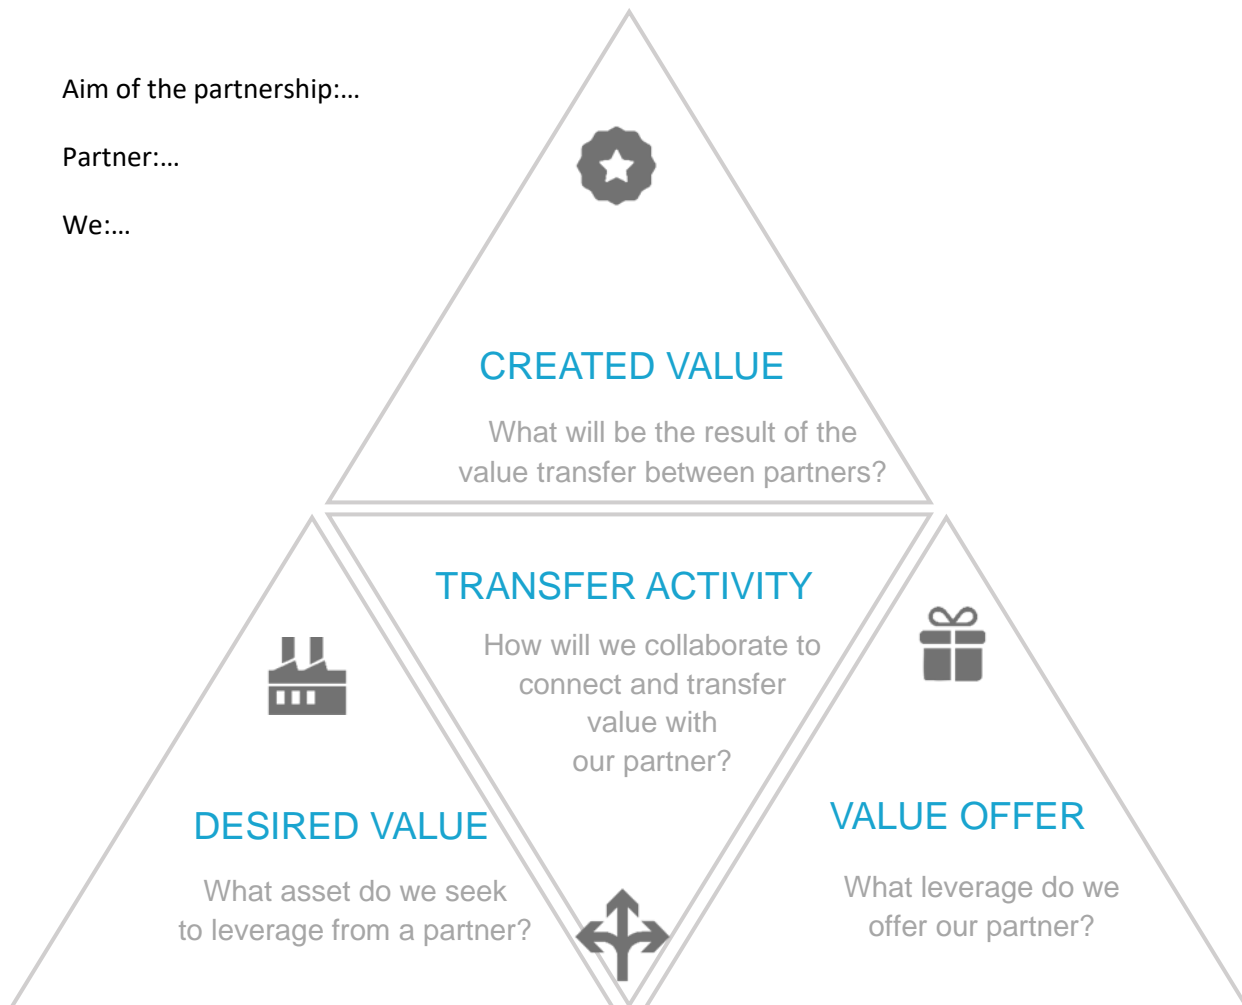 Aim of the partnership:...
Partner:...
We:...
CREATED VALUE
What will be the result of the
value transfer between partners?
TRANSFER ACTIVITY
How will we collaborate to
connect and transfer
value with
our partner?
DESIRED VALUE
What asset do we seek
to leverage from a partner?
VALUE OFFER
What leverage do we
offer our partner?